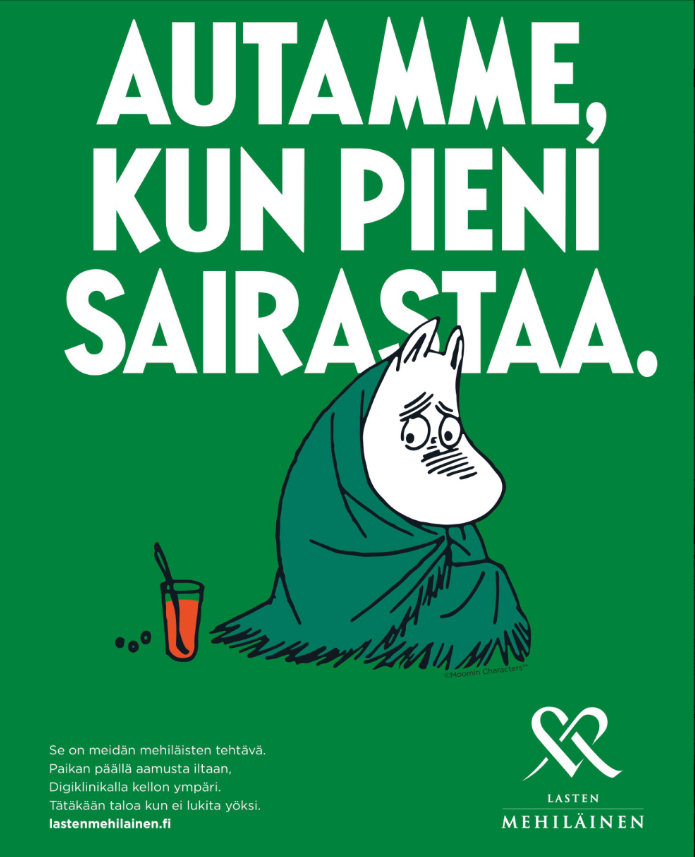 AUTAMME,
KUN PIENI
SAIRASTAA.
©Moomin Characters™
Se on meidän mehiläisten tehtävä.
Paikan päällä aamusta iltaan,
Digiklinikalla kellon ympäri.
Tätäkään taloa kun ei lukita yöksi.
lastenmehilainen.fi
LASTEN
MEHILÄINEN